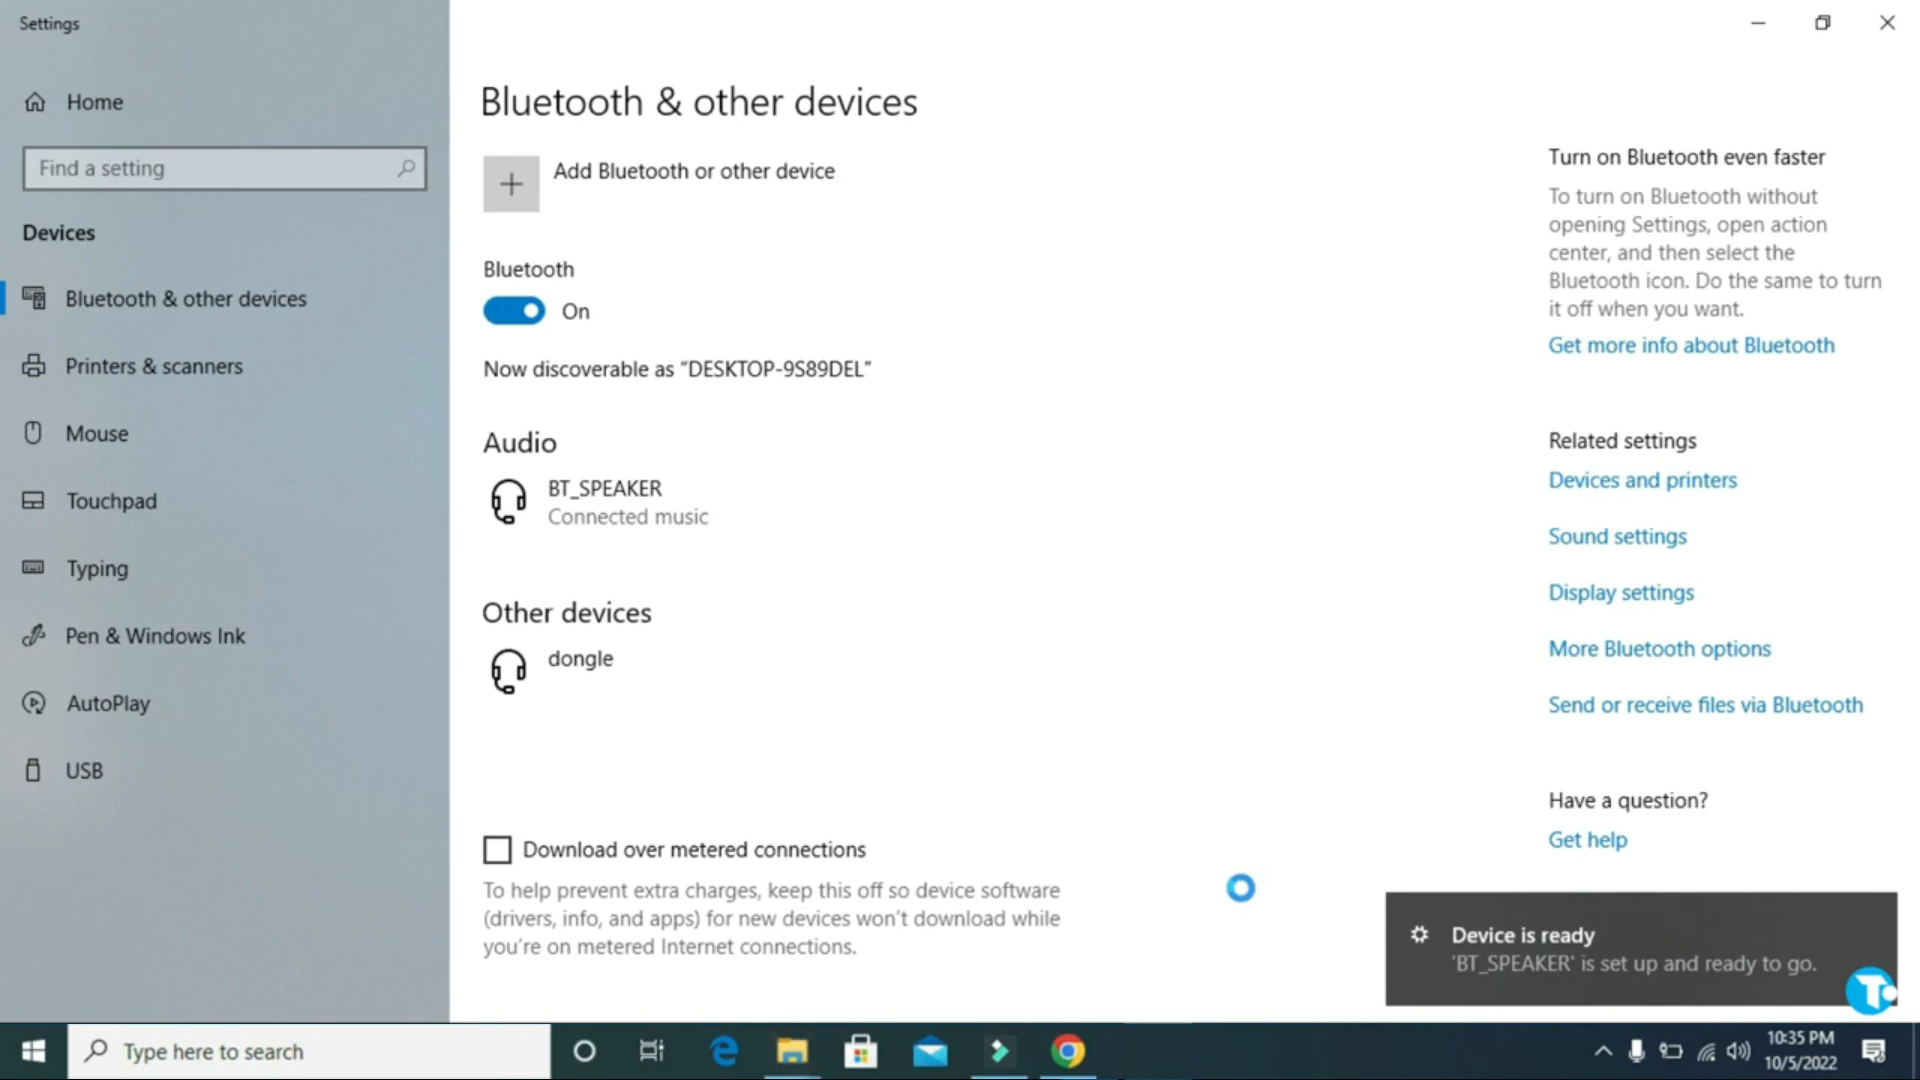 Settings
Home
Find a setting
Devices
Bluetooth & other devices
Printers & scanners
Mouse
Touchpad
Typing
Pen & Windows Ink
AutoPlay
USB
Bluetooth & other devices
Add Bluetooth or other device
Bluetooth
On
Now discoverable as “DESKTOP-9S89DEL”
Audio
BT_SPEAKER
Connected music
Other devices
dongle
Download over metered connections
To help prevent extra charges, keep this off so device software
(drivers, info, and apps) for new devices won’t download while
you’re on metered Internet connections.
Turn on Bluetooth even faster
To turn on Bluetooth without
opening Settings, open action
center, and then select the
Bluetooth icon. Do the same to turn
it off when you want.
Get more info about Bluetooth
Related settings
Devices and printers
Sound settings
Display settings
More Bluetooth options
Send or receive files via Bluetooth
Have a question?
Get help
Device is ready
'BT_SPEAKER' is set up and ready to go.
Type here to search
10:35 PM
10/5/2022